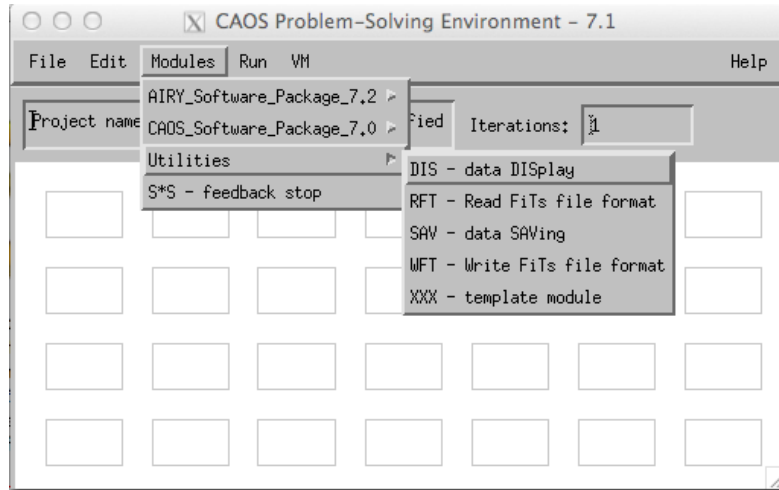 CAOS Problem-Solving Environment - 7.1
File Edit Modules Run VM Help
AIRY_Software_Package_7.2
Project name
CAOS_Software_Package_7.0
fied
Iterations: 1
Utilities
DIS - data DISplay
S*S - feedback stop
RFT - Read FiTs file format
SAV - data SAVing
WFT - Write FiTs file format
XXX - template module